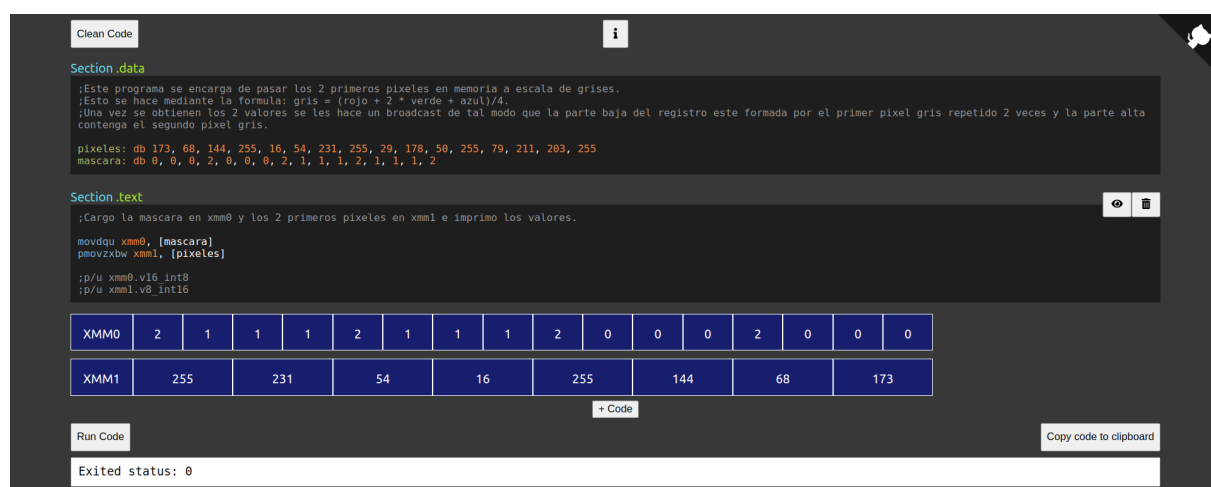 Clean Code
i
Section .data
;Este programa se encarga de pasar los 2 primeros pixeles en memoria a escala de grises.
;Esto se hace mediante la formula: gris = (rojo + 2 * verde + azul)/4.
;Una vez se obtienen los 2 valores se les hace un broadcast de tal modo que la parte baja del registro este formada por el primer pixel gris repetido 2 veces y la parte alta
contenga el segundo pixel gris.
pixeles: db 173, 68, 144, 255, 16, 54, 231, 255, 29, 178, 50, 255, 79, 211, 203, 255
mascara: db 0, 0, 0, 2, 0, 0, 0, 2, 1, 1, 1, 2, 1, 1, 1, 2
Section .text
;Cargo la mascara en xmm0 y los 2 primeros pixeles en xmm1 e imprimo los valores.
movdqu xmm0, [mascara]
pmovzxbw xmm1, [pixeles]
;p/u xmm0.v16_int8
;p/u xmm1.v8_int16
XMM0 2 1 1 1 2 1 1 1 2 0 0 0 2 0 0 0
XMM1 255 231 54 16 255 144 68 173
+ Code
Run Code
Copy code to clipboard
Exited status: 0